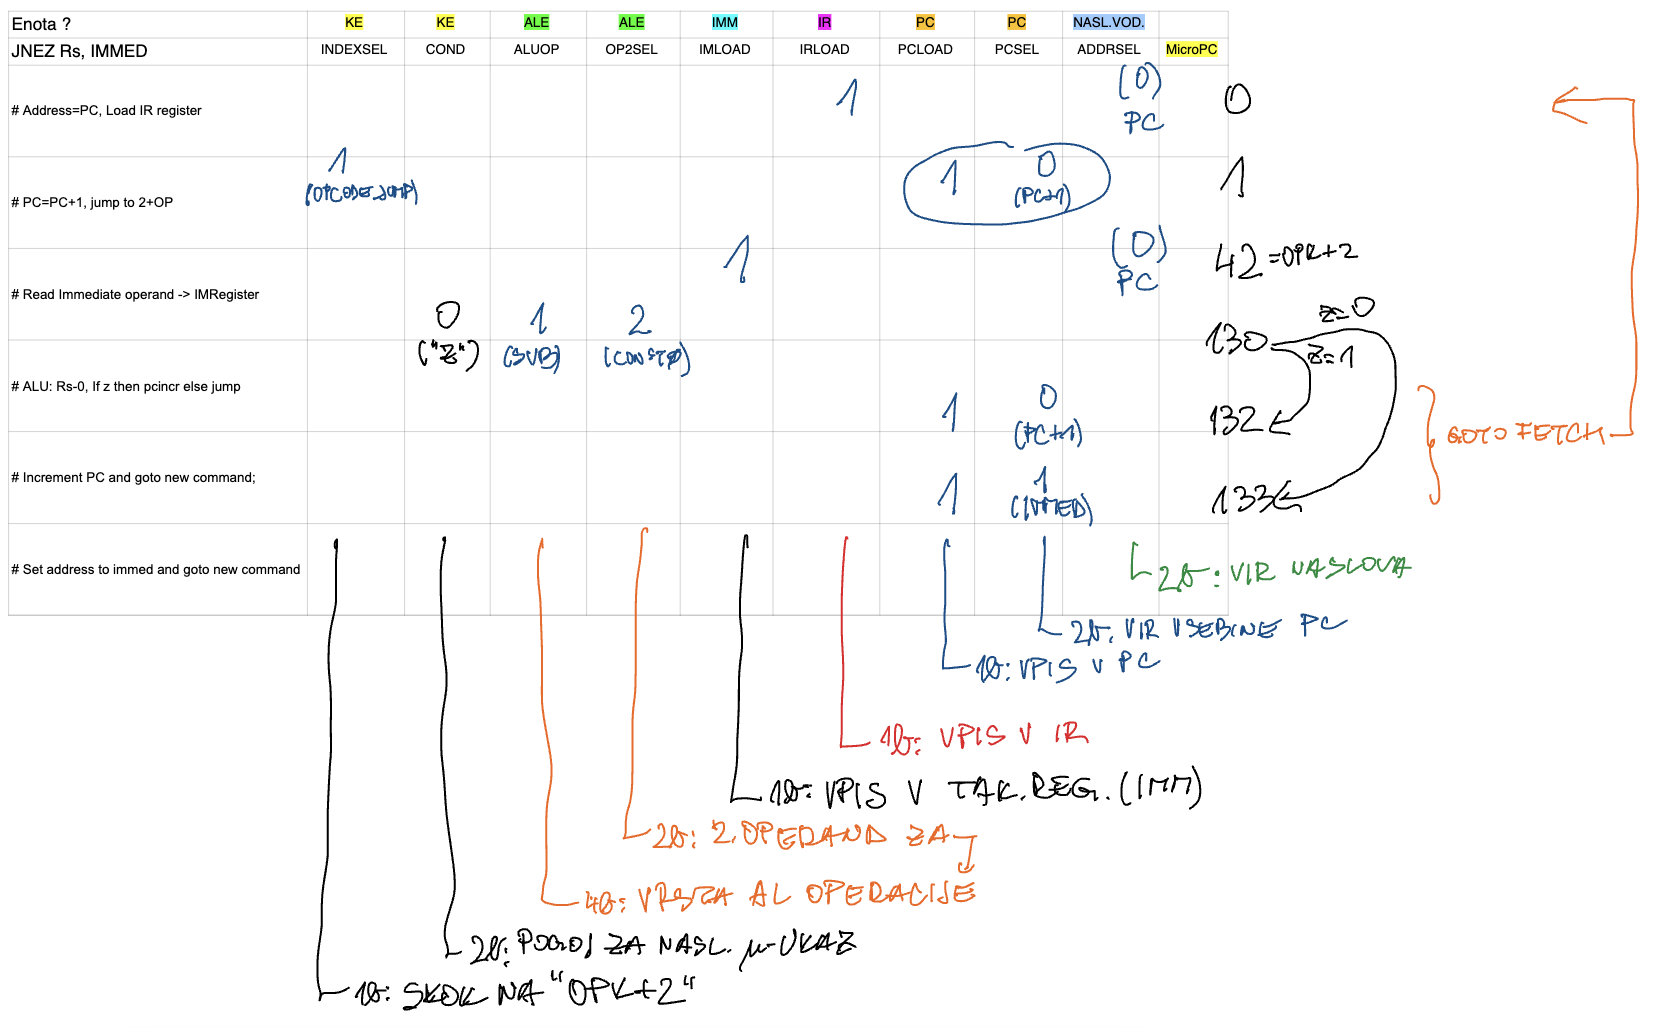 Enota ? KE KE ALE ALE IMM IR PC PC NASL.VOD.
JNEZ Rs, IMMED INDEXSEL COND ALUOP OP2SEL IMLOAD IRLOAD PCLOAD PCSEL ADDRSEL MicroPC
# Address=PC, Load IR register 1 (0) PC 0
# PC=PC+1, jump to 2+OP 1 (OPCODE_JUMP) 1 0 (PC+1) 1
# Read Immediate operand -> IMRegister 1 (0) PC 42 =OPK+2
# ALU: Rs-0, If z then pcincr else jump 0 ("Z") 1 (SUB) 2 (CONST0) 130 Z=0 Z=1
# Increment PC and goto new command; 1 0 (PC+1) 132
GOTO FETCH
# Set address to immed and goto new command 1 1 (IMMED) 133
2b: VIR NASLOVA
2b: VIR VSEBINE PC
1b: VPIS V PC
1b: VPIS V IR
1b: VPIS V TAK.REG.(IMM)
2b: 2.OPERAND ZA
4b: VRSTA AL OPERACIJE
2b: POGOJ ZA NASL. μ-UKAZ
1b: SKOK NA "OPK+2"